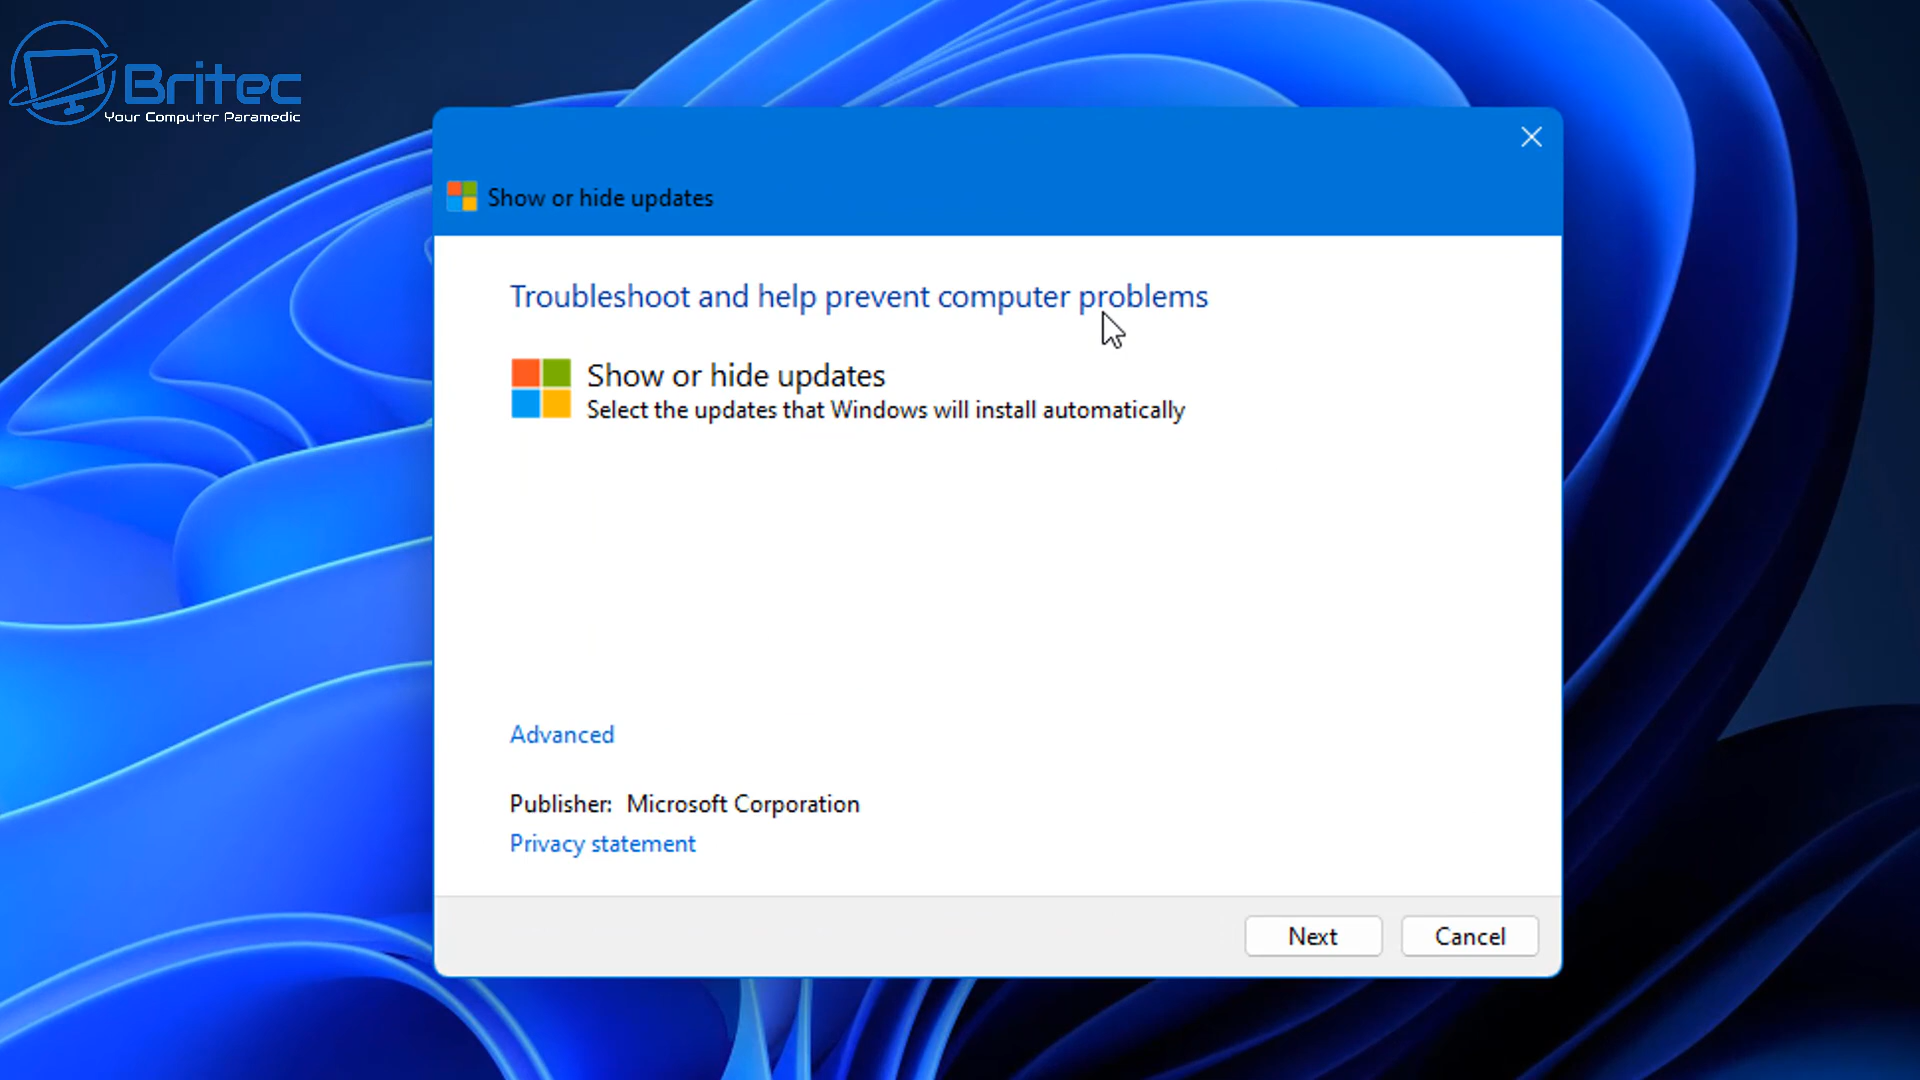 Britec
Your Computer Paramedic
Show or hide updates
Troubleshoot and help prevent computer problems
Show or hide updates
Select the updates that Windows will install automatically
Advanced
Publisher: Microsoft Corporation
Privacy statement
Next
Cancel